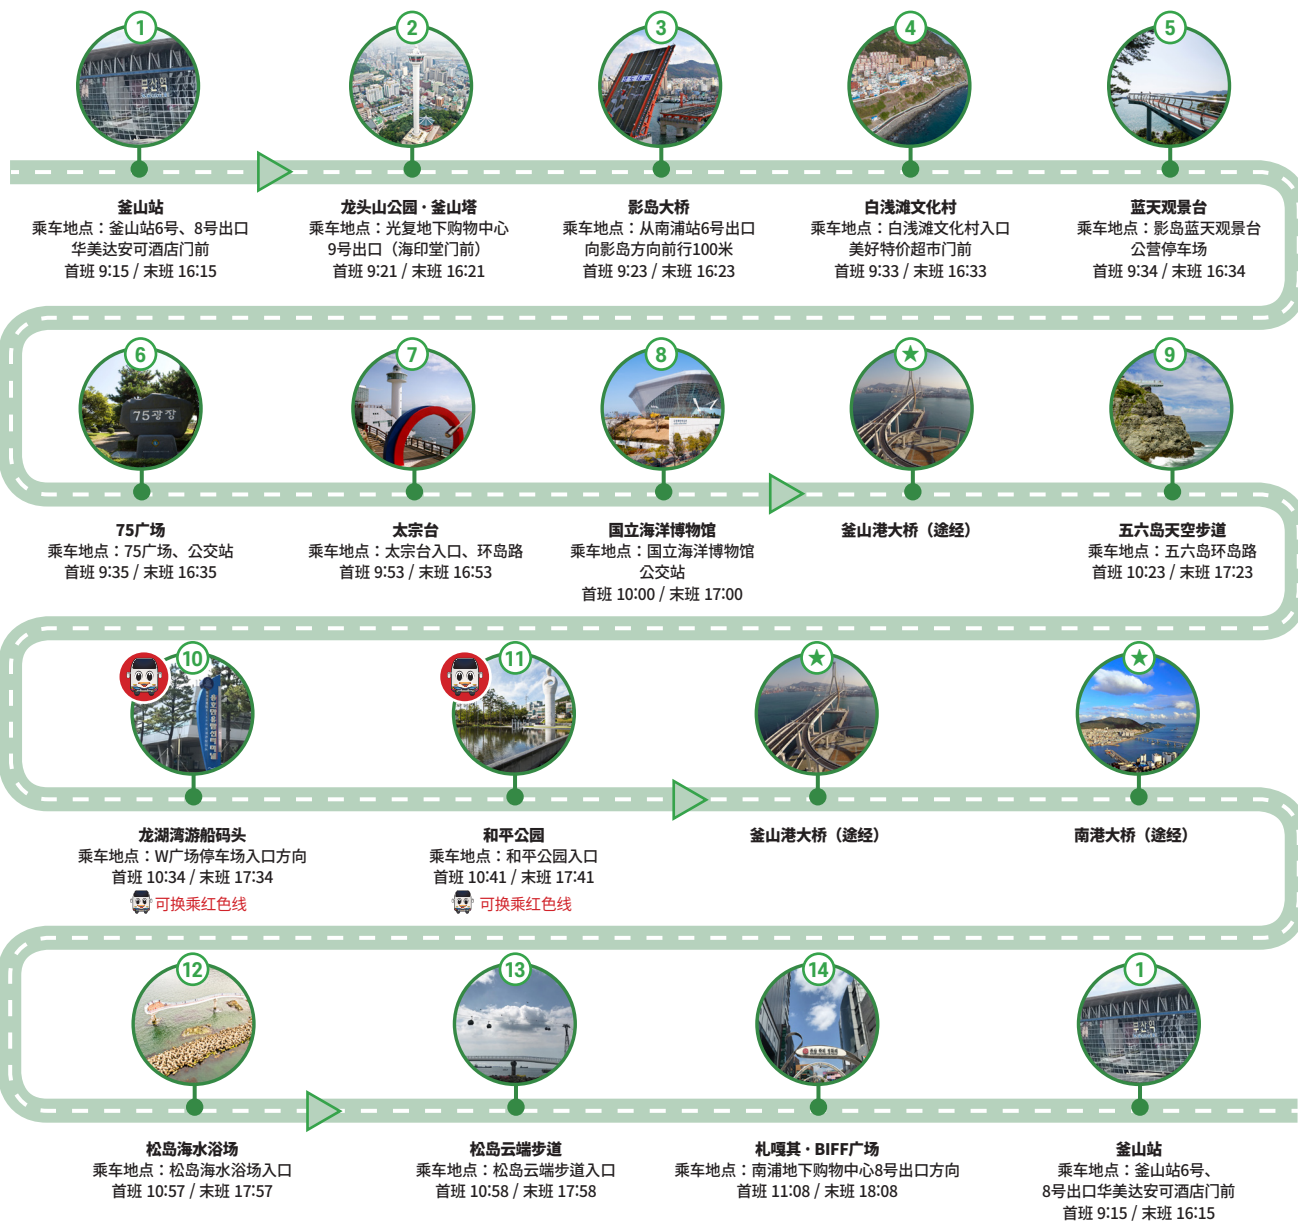 1
2
3
4
5
부산역
釜山站
乘车地点：釜山站6号、8号出口
华美达安可酒店门前
首班 9:15 / 末班 16:15
龙头山公园 · 釜山塔
乘车地点：光复地下购物中心
9号出口（海印堂门前）
首班 9:21 / 末班 16:21
影岛大桥
乘车地点：从南浦站6号出口
向影岛方向前行100米
首班 9:23 / 末班 16:23
白浅滩文化村
乘车地点：白浅滩文化村入口
美好特价超市门前
首班 9:33 / 末班 16:33
蓝天观景台
乘车地点：影岛蓝天观景台
公营停车场
首班 9:34 / 末班 16:34
6
7
8
★
9
75광장
75广场
乘车地点：75广场、公交站
首班 9:35 / 末班 16:35
太宗台
乘车地点：太宗台入口、环岛路
首班 9:53 / 末班 16:53
国立海洋博物馆
乘车地点：国立海洋博物馆
公交站
首班 10:00 / 末班 17:00
釜山港大桥（途经）
五六岛天空步道
乘车地点：五六岛环岛路
首班 10:23 / 末班 17:23
10
11
★
★
龙湖湾游船码头
乘车地点：W广场停车场入口方向
首班 10:34 / 末班 17:34
可换乘红色线
和平公园
乘车地点：和平公园入口
首班 10:41 / 末班 17:41
可换乘红色线
釜山港大桥（途经）
南港大桥（途经）
12
13
14
1
부산역
松岛海水浴场
乘车地点：松岛海水浴场入口
首班 10:57 / 末班 17:57
松岛云端步道
乘车地点：松岛云端步道入口
首班 10:58 / 末班 17:58
札嘎其 · BIFF广场
乘车地点：南浦地下购物中心8号出口方向
首班 11:08 / 末班 18:08
釜山站
乘车地点：釜山站6号、
8号出口华美达安可酒店门前
首班 9:15 / 末班 16:15